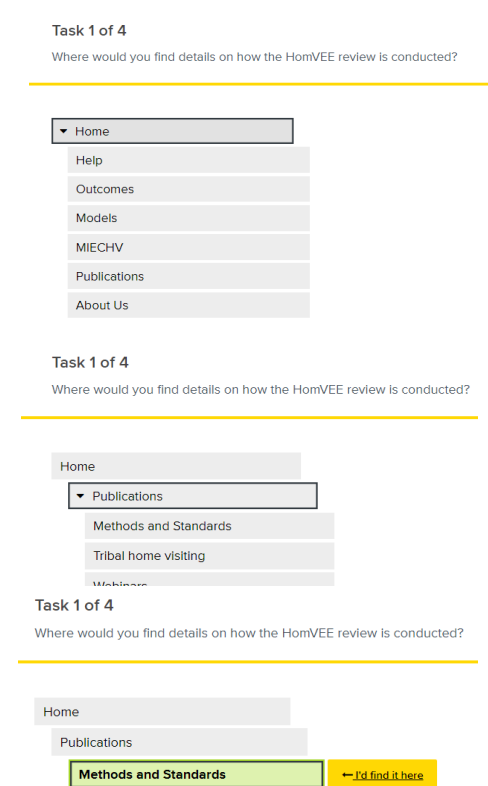 Task 1 of 4
Where would you find details on how the HomVEE review is conducted?
Home
Help
Outcomes
Models
MIECHV
Publications
About Us
Task 1 of 4
Where would you find details on how the HomVEE review is conducted?
Home
Publications
Methods and Standards
Tribal home visiting
Webinars
Task 1 of 4
Where would you find details on how the HomVEE review is conducted?
Home
Publications
Methods and Standards
←I'd find it here